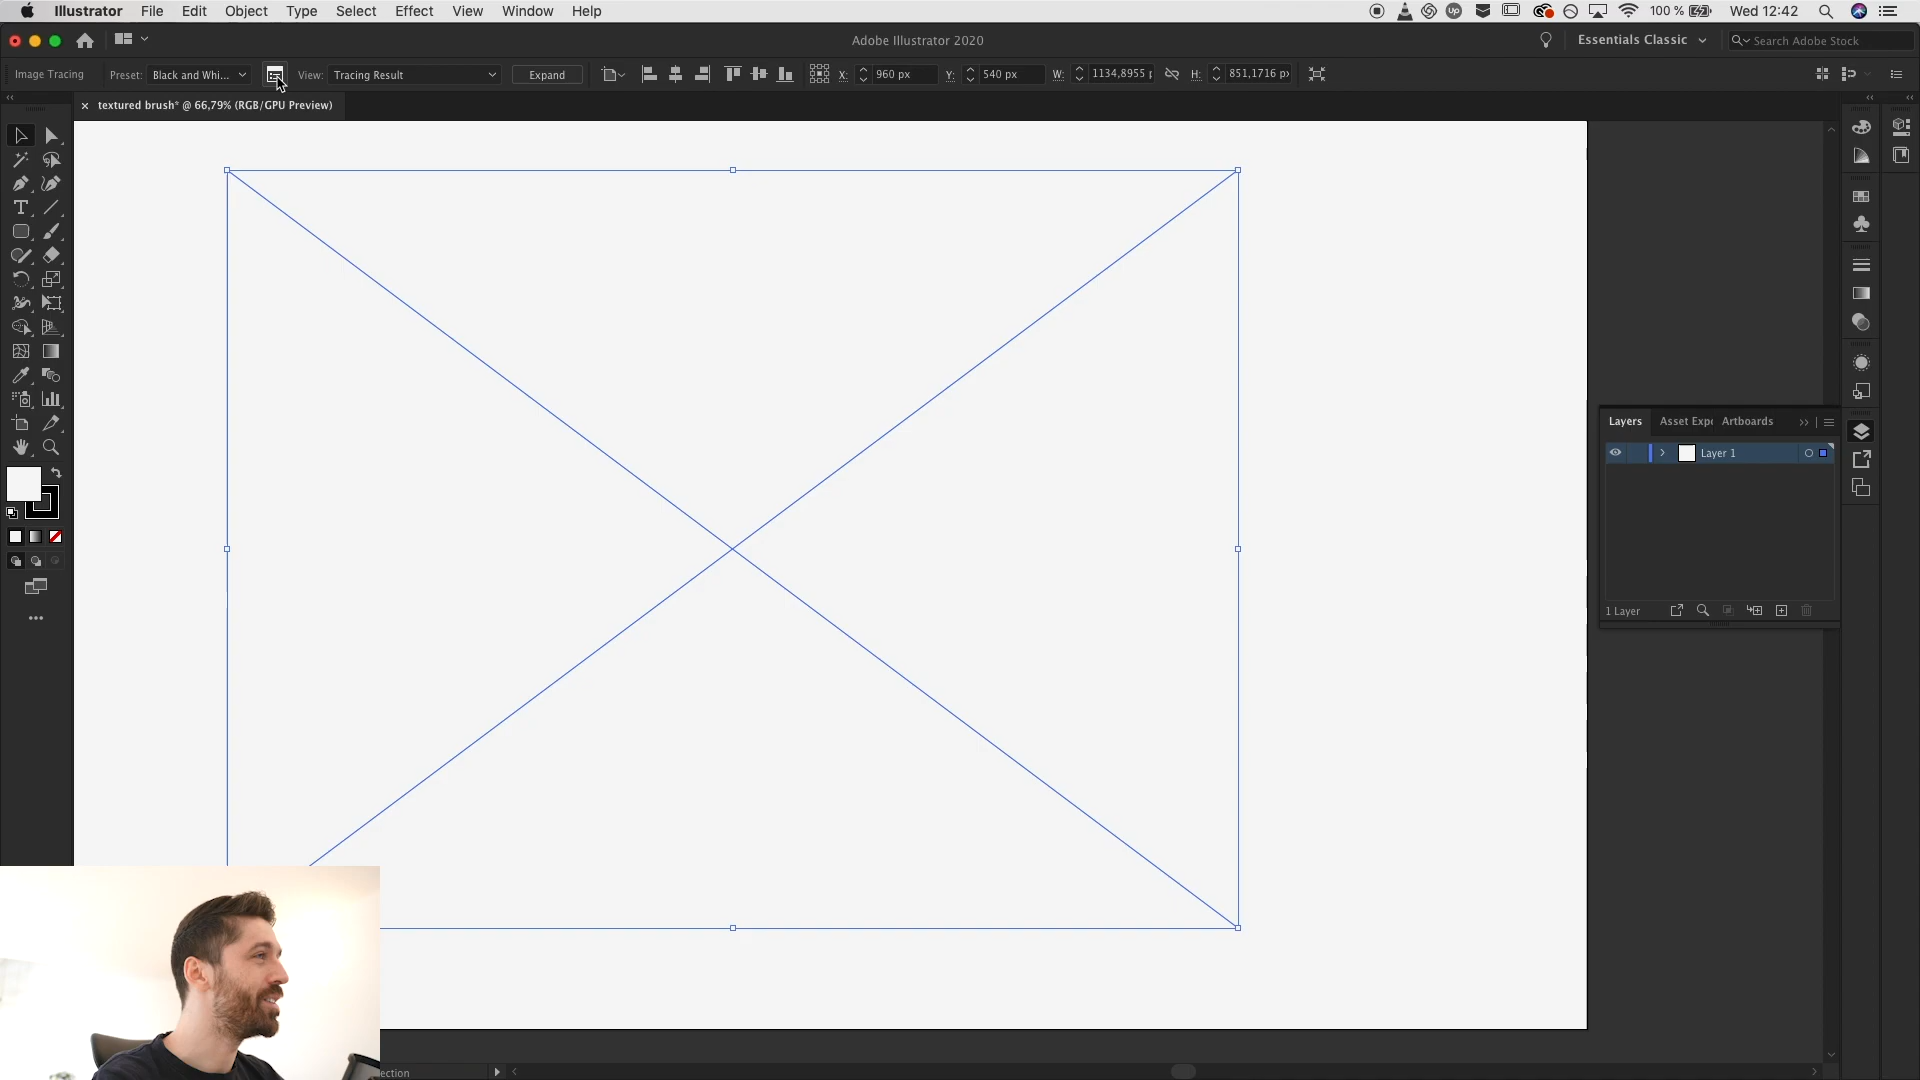 Illustrator File Edit Object Type Select Effect View Window Help
Up 100 % Wed 12:42
Adobe Illustrator 2020
Essentials Classic
Search Adobe Stock
Image Tracing Preset: Black and Whi... View: Tracing Result Expand X: 960 px Y: 540 px W: 1134,8955 p H: 851,1716 px
× textured brush* @ 66,79% (RGB/GPU Preview)
Layers Asset Expo Artboards
Layer 1
1 Layer
ection